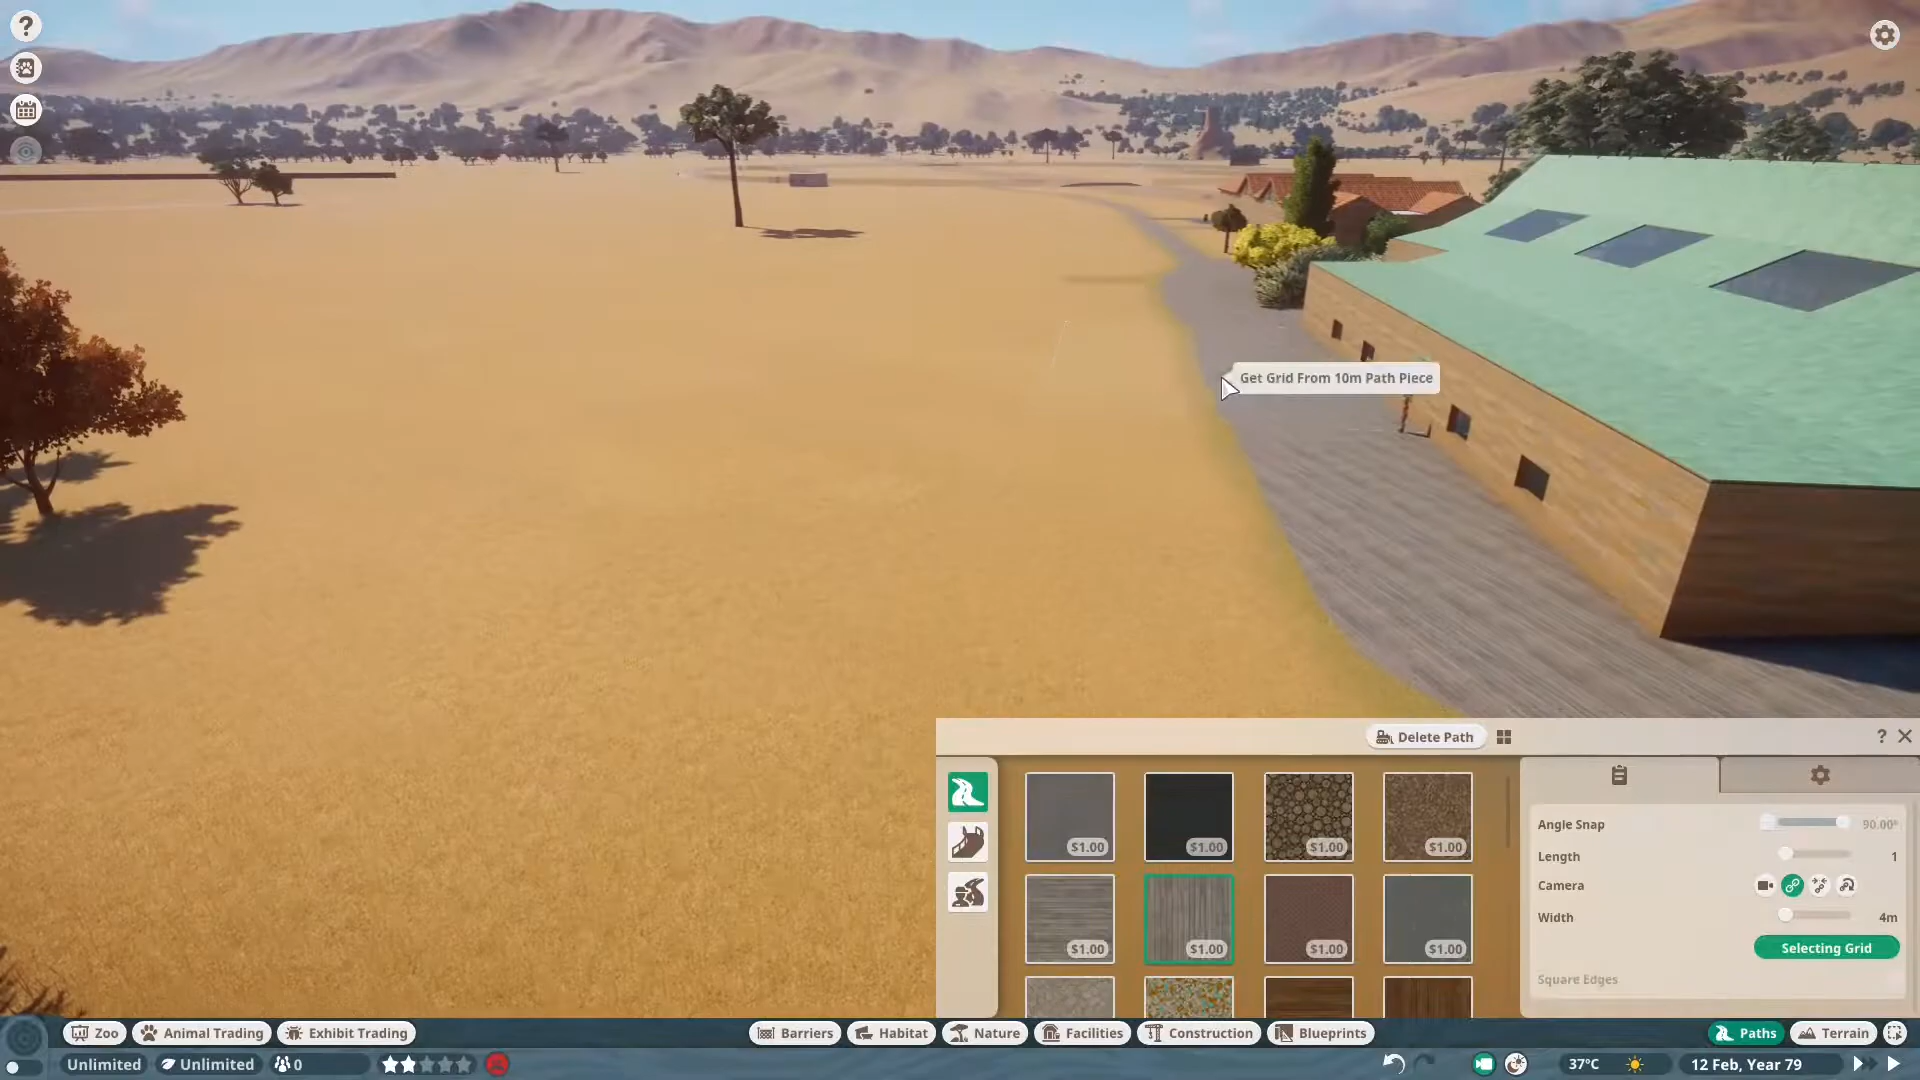 ?
Get Grid From 10m Path Piece
Delete Path
?
$1.00
$1.00
$1.00
$1.00
Angle Snap
90.00°
Length
1
Camera
$1.00
$1.00
$1.00
$1.00
Width
4m
Selecting Grid
Square Edges
Zoo
Animal Trading
Exhibit Trading
Barriers
Habitat
Nature
Facilities
Construction
Blueprints
Paths
Terrain
Unlimited
Unlimited
0
37°C
12 Feb, Year 79